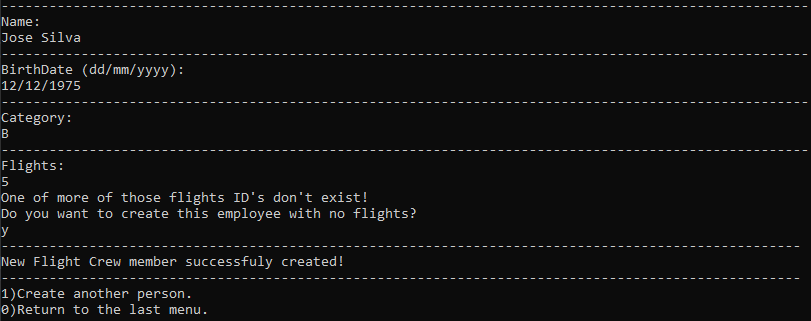 -----------------------------------------------------------------------------------------------------
Name:
Jose Silva
-----------------------------------------------------------------------------------------------------
BirthDate (dd/mm/yyyy):
12/12/1975
-----------------------------------------------------------------------------------------------------
Category:
B
-----------------------------------------------------------------------------------------------------
Flights:
5
One of more of those flights ID's don't exist!
Do you want to create this employee with no flights?
y
----------------------------------------------------------------------------------------------------
New Flight Crew member successfuly created!
----------------------------------------------------------------------------------------------------
1)Create another person.
0)Return to the last menu.